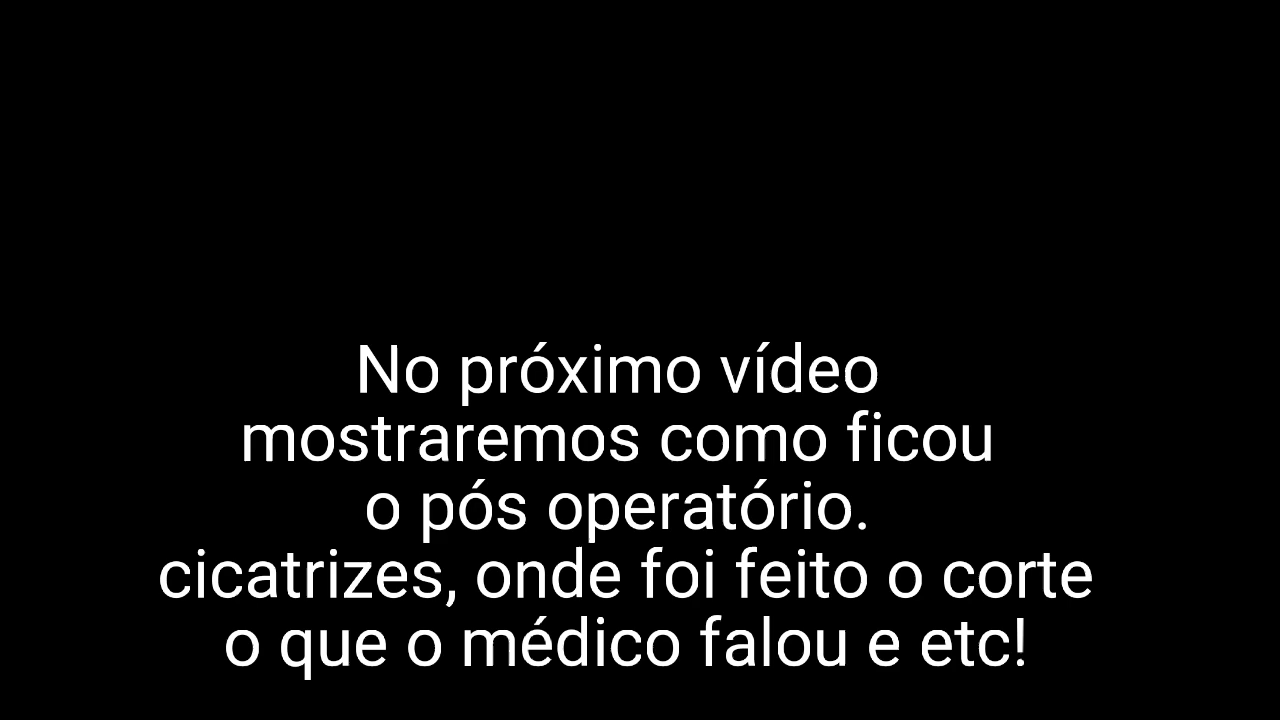 No próximo vídeo
mostraremos como ficou
o pós operatório.
cicatrizes, onde foi feito o corte
o que o médico falou e etc!